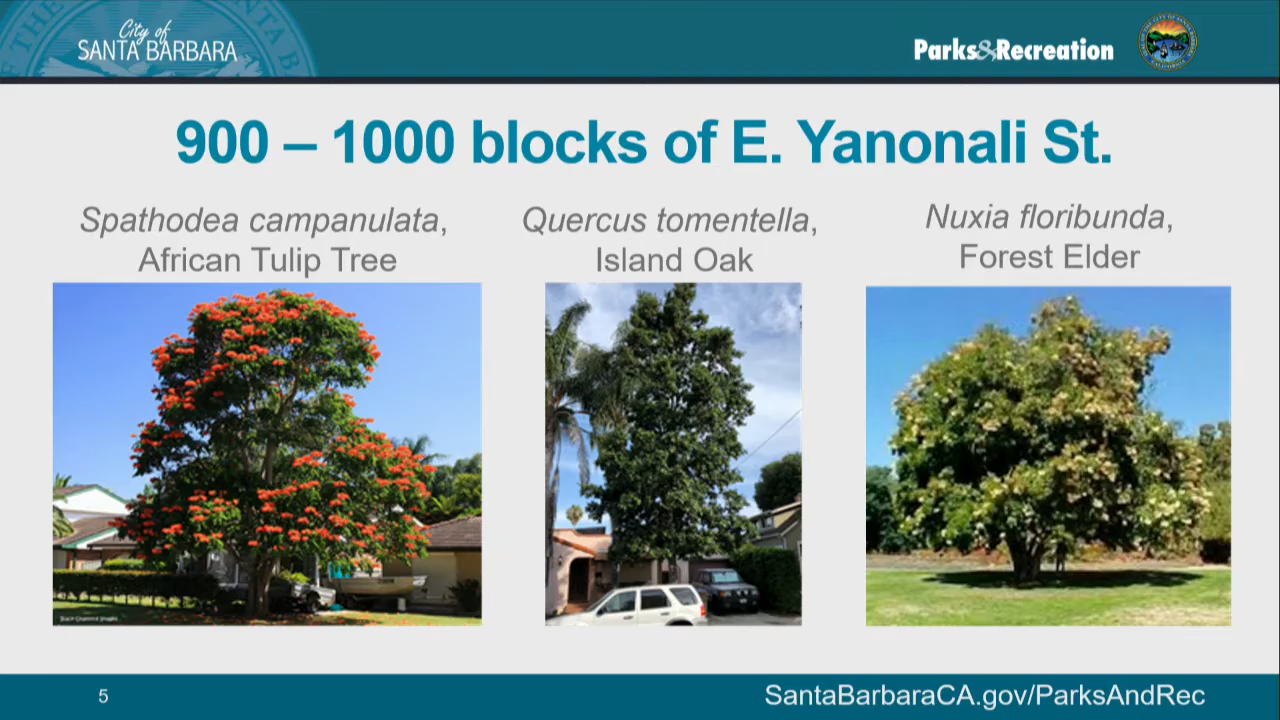 City of
SANTA BARBARA
Parks&Recreation
900 – 1000 blocks of E. Yanonali St.
Spathodea campanulata,
African Tulip Tree
Quercus tomentella,
Island Oak
Nuxia floribunda,
Forest Elder
5
SantaBarbaraCA.gov/ParksAndRec